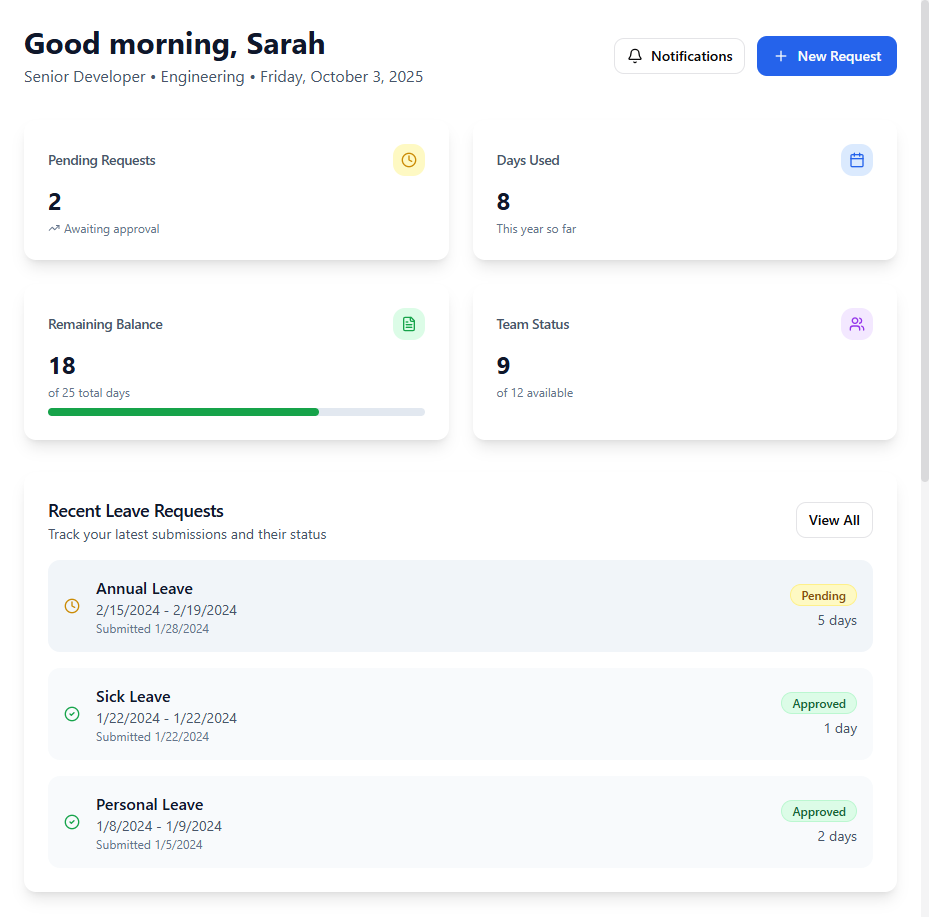 Good morning, Sarah
Senior Developer • Engineering • Friday, October 3, 2025
Notifications
New Request
Pending Requests
2
Awaiting approval
Days Used
8
This year so far
Remaining Balance
18
of 25 total days
Team Status
9
of 12 available
Recent Leave Requests
Track your latest submissions and their status
View All
Annual Leave
2/15/2024 - 2/19/2024
Submitted 1/28/2024
Pending
5 days
Sick Leave
1/22/2024 - 1/22/2024
Submitted 1/22/2024
Approved
1 day
Personal Leave
1/8/2024 - 1/9/2024
Submitted 1/5/2024
Approved
2 days